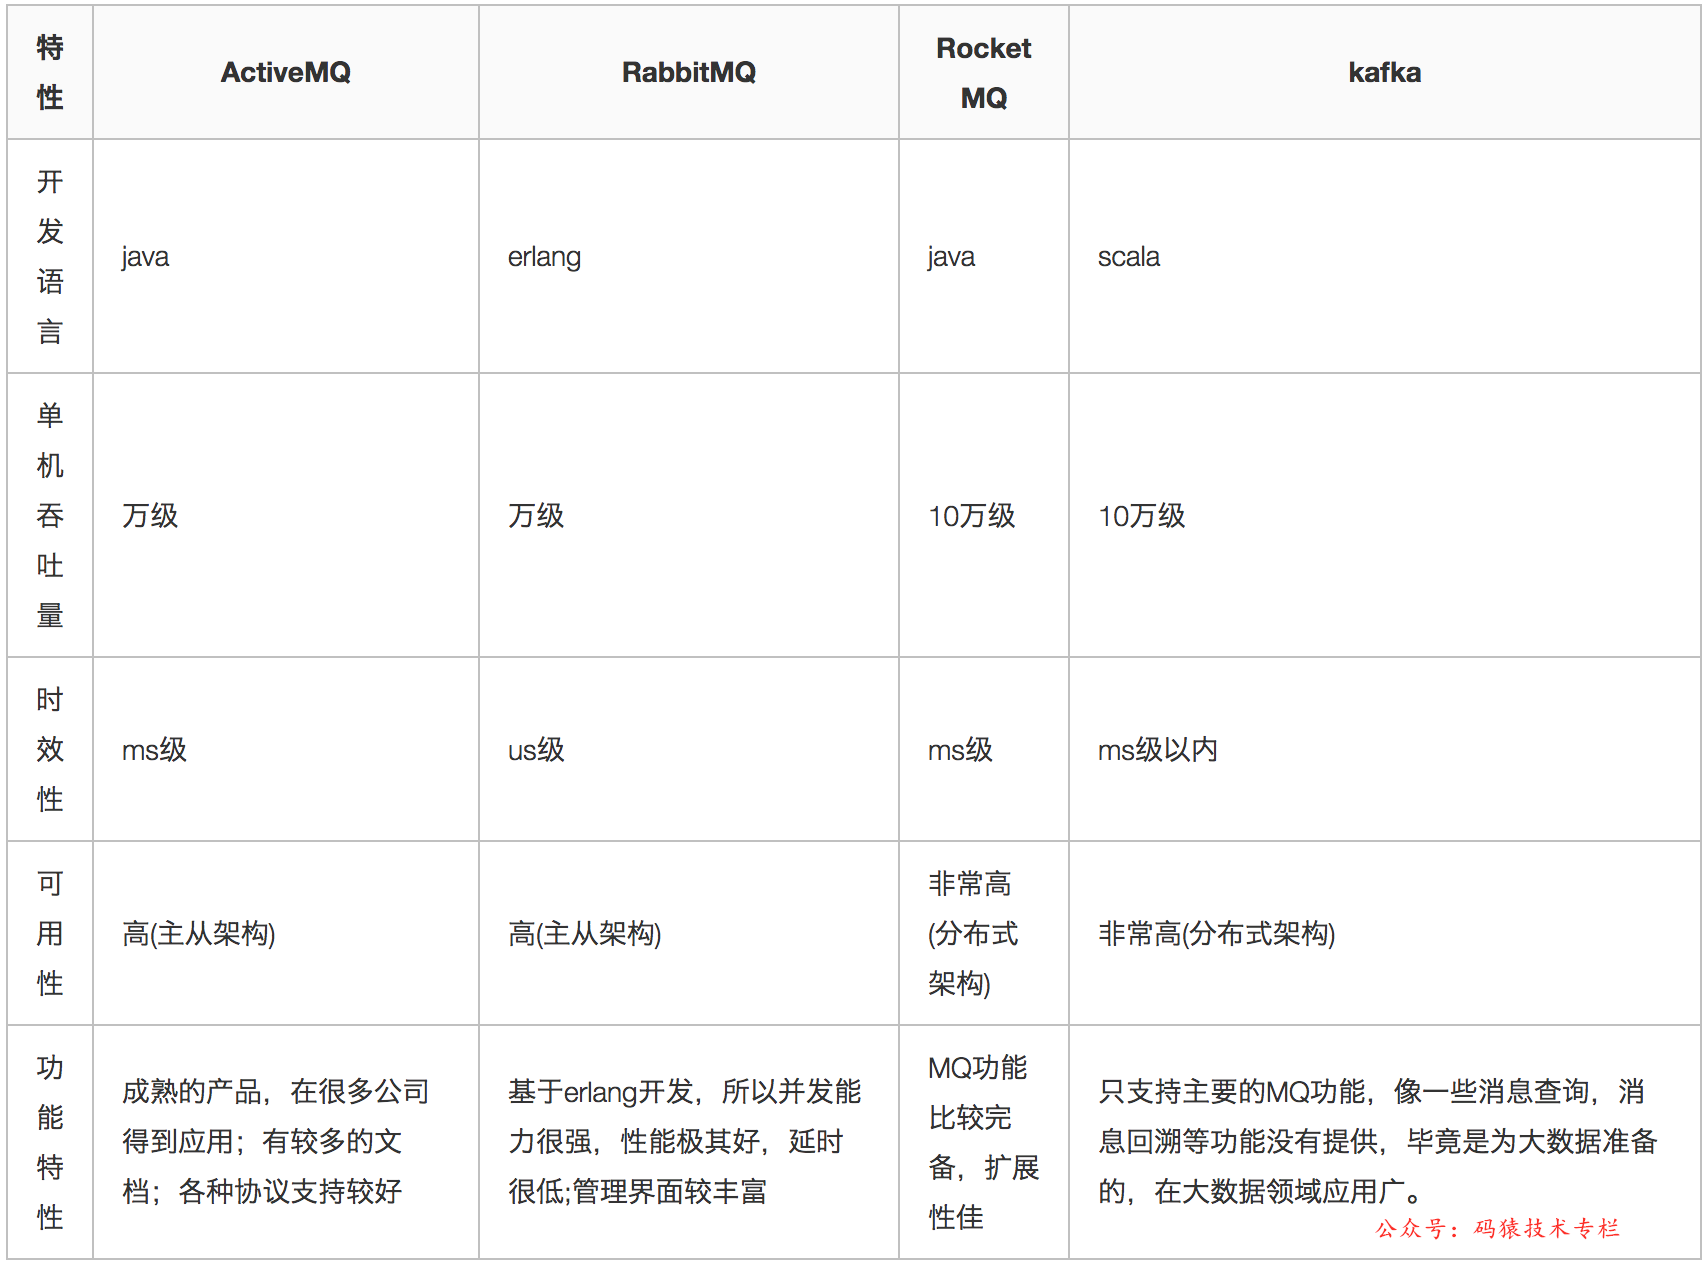 特
性
ActiveMQ
RabbitMQ
Rocket
MQ
kafka
开
发
语
言
java
erlang
java
scala
单
机
吞
吐
量
万级
万级
10万级
10万级
时
效
性
ms级
us级
ms级
ms级以内
可
用
性
高(主从架构)
高(主从架构)
非常高
(分布式
架构)
非常高(分布式架构)
功
能
特
性
成熟的产品，在很多公司
得到应用；有较多的文
档；各种协议支持较好
基于erlang开发，所以并发能
力很强，性能极其好，延时
很低;管理界面较丰富
MQ功能
比较完
备，扩展
性佳
只支持主要的MQ功能，像一些消息查询，消
息回溯等功能没有提供，毕竟是为大数据准备
的，在大数据领域应用广。
公众号：码猿技术专栏